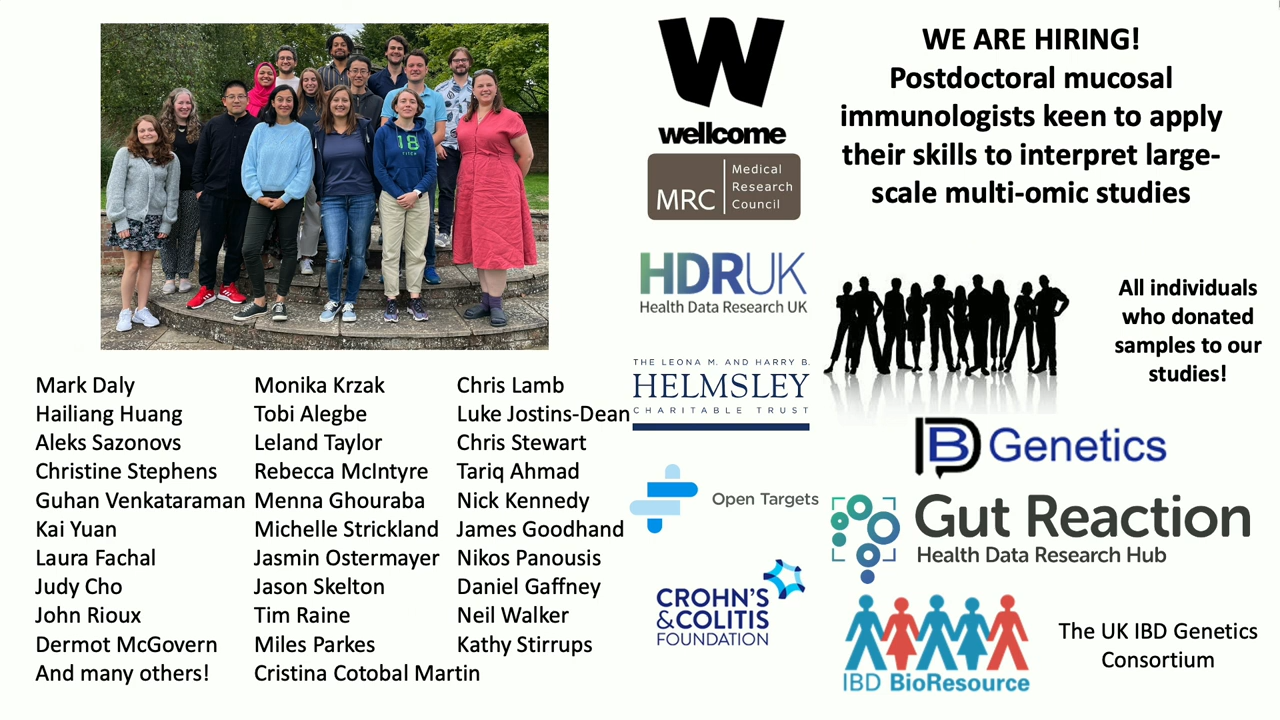 Mark Daly
Hailiang Huang
Aleks Sazonovs
Christine Stephens
Guhan Venkataraman
Kai Yuan
Laura Fachal
Judy Cho
John Rioux
Dermot McGovern
And many others!
Monika Krzak
Tobi Alegbe
Leland Taylor
Rebecca McIntyre
Menna Ghouraba
Michelle Strickland
Jasmin Ostermayer
Jason Skelton
Tim Raine
Miles Parkes
Cristina Cotobal Martin
Chris Lamb
Luke Jostins-Dean
Chris Stewart
Tariq Ahmad
Nick Kennedy
James Goodhand
Nikos Panousis
Daniel Gaffney
Neil Walker
Kathy Stirrups
W
wellcome
MRC
Medical
Research
Council
HDRUK
Health Data Research UK
THE LEONA M. AND HARRY B.
HELMSLEY
CHARITABLE TRUST
Open Targets
CROHN'S
&COLITIS
FOUNDATION
WE ARE HIRING!
Postdoctoral mucosal
immunologists keen to apply
their skills to interpret large-
scale multi-omic studies
All individuals
who donated
samples to our
studies!
IBD Genetics
Gut Reaction
Health Data Research Hub
IBD BioResource
The UK IBD Genetics
Consortium